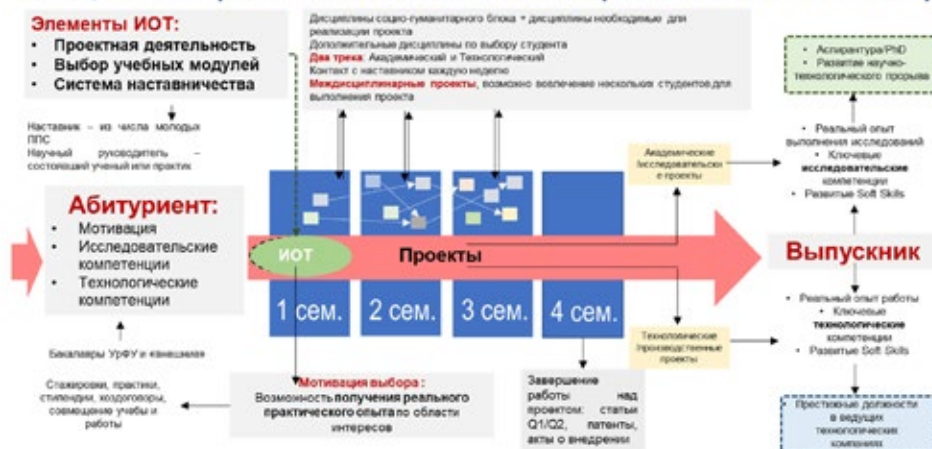 Элементы ИОТ:
• Проектная деятельность
• Выбор учебных модулей
• Система наставничества
Дисциплины социо-гуманитарного блока + дисциплины необходимые для
реализации проекта
Дополнительные дисциплины по выбору студента
Два трека: Академический и Технологический
Контакт с наставником каждую неделю
Междисциплинарные проекты, возможно вовлечение нескольких студентов для
выполнения проекта
• Аспирантура/PhD
• Развитие научно-
технологического прорыва
Наставник – из числа молодых
ППС
Научный руководитель –
состоявший ученый или практик
Академические
/исследовательски
е проекты
• Реальный опыт
выполнения исследований
• Ключевые
исследовательские
компетенции
• Развитые Soft Skills
Абитуриент:
• Мотивация
• Исследовательские
компетенции
• Технологические
компетенции
ИОТ
Проекты
Выпускник
1 сем.
2 сем.
3 сем.
4 сем.
Технологические
/производственные
проекты
• Реальный опыт работы
• Ключевые
технологические
компетенции
• Развитые Soft Skills
Бакалавры УрФУ и «внешние»
Стажировки, практики,
стипендии, хоздоговоры,
совмещение учебы и
работы
Мотивация выбора :
Возможность получения реального
практического опыта по области
интересов
Завершение
работы над
проектом: статьи
Q1/Q2, патенты,
акты о внедрении
• Престижные должности
в ведущих
технологических
компаниях